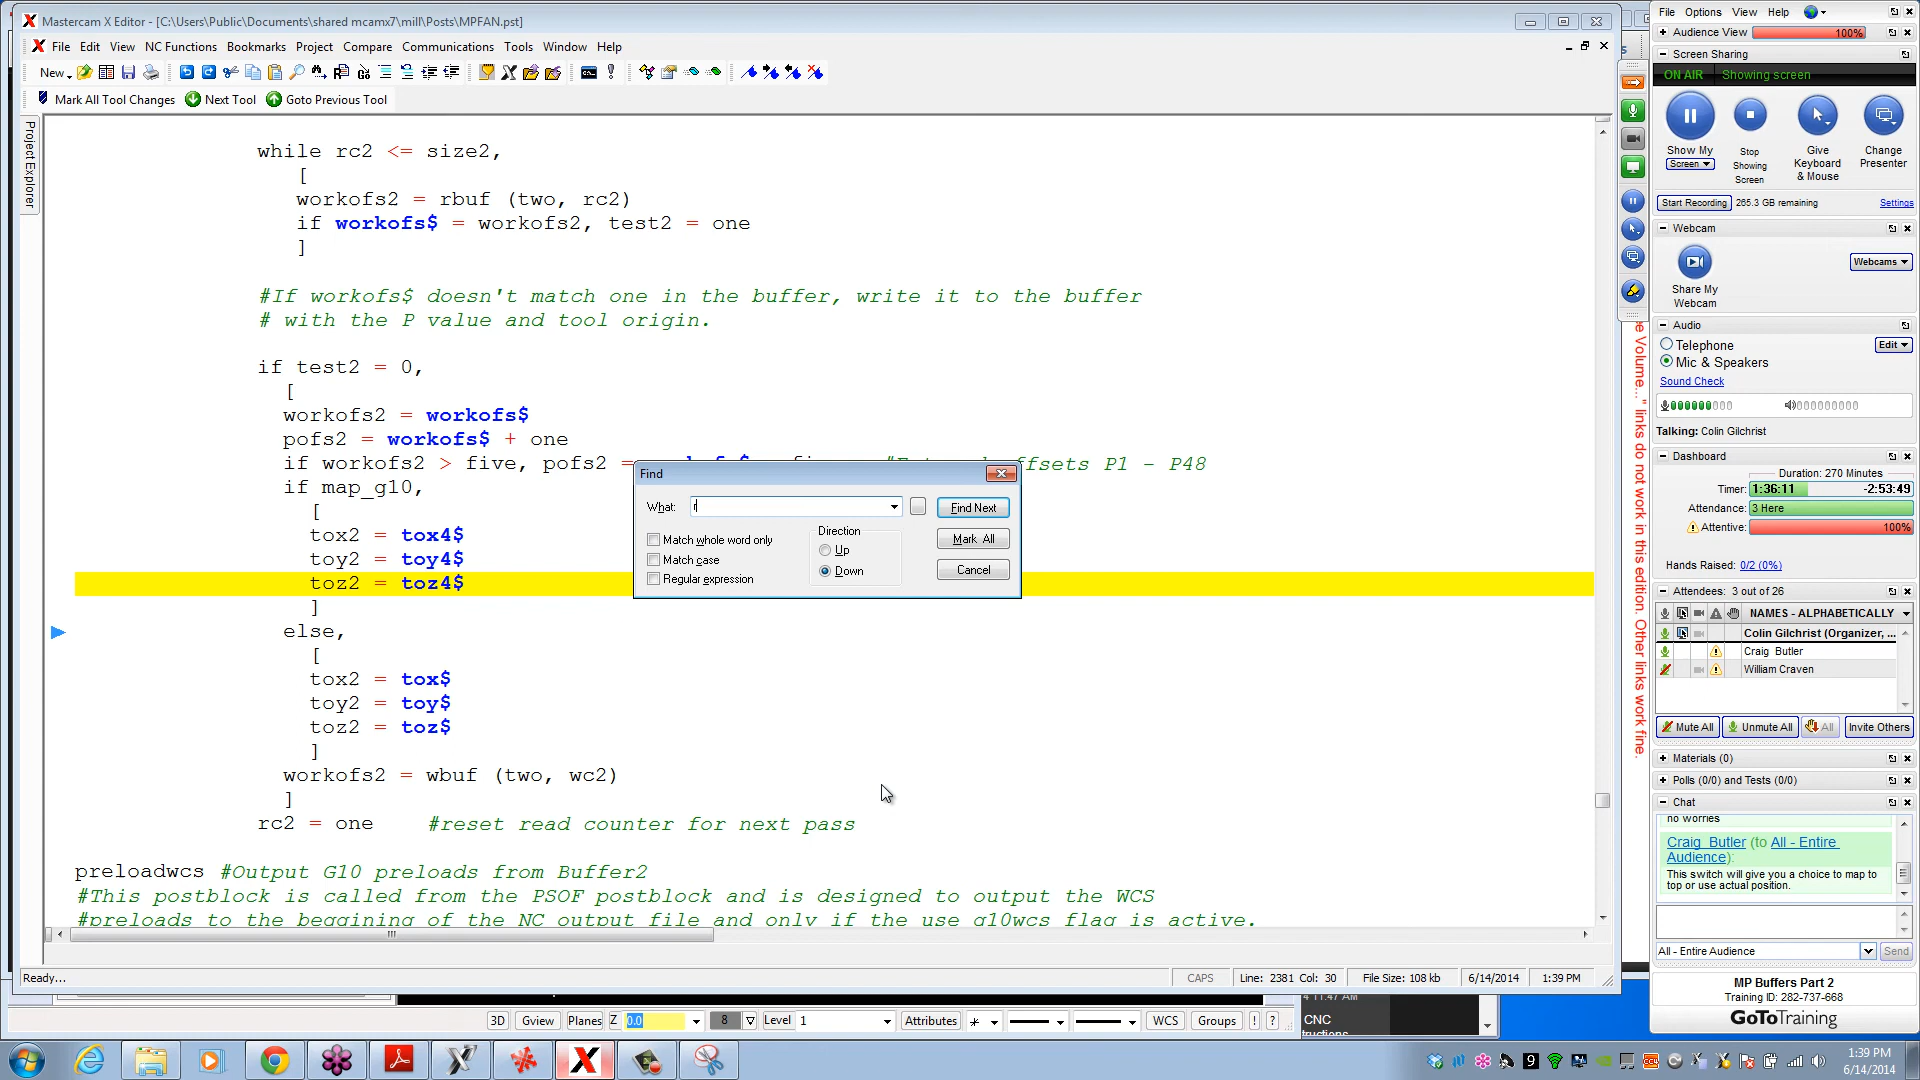 Mastercam X Editor - [C:\Users\Public\Documents\shared mcamx7\mill\Posts\MPFAN.pst]
File Edit View NC Functions Bookmarks Project Compare Communications Tools Window Help
New
Mark All Tool Changes Next Tool Goto Previous Tool
Project Explorer
while rc2 <= size2,
[
workofs2 = rbuf (two, rc2)
if workofs$ = workofs2, test2 = one
]
#If workofs$ doesn't match one in the buffer, write it to the buffer
# with the P value and tool origin.
if test2 = 0,
[
workofs2 = workofs$
pofs2 = workofs$ + one
if workofs2 > five, pofs2 = offsets P1 - P48
if map_g10,
[
tox2 = tox4$
toy2 = toy4$
toz2 = toz4$
]
else,
[
tox2 = tox$
toy2 = toy$
toz2 = toz$
]
workofs2 = wbuf (two, wc2)
]
rc2 = one #reset read counter for next pass
preloadwcs #Output G10 preloads from Buffer2
#This postblock is called from the PSOF postblock and is designed to output the WCS
#preloads to the beggining of the NC output file and only if the use g10wcs flag is active.
Find
What: r
Find Next
Match whole word only
Match case
Regular expression
Direction
Up
Down
Mark All
Cancel
Ready...
CAPS
Line: 2381 Col: 30
File Size: 108 kb
6/14/2014
1:39 PM
3D Gview Planes Z 0.0 8 Level 1 Attributes WCS Groups ! ?
4 11:47 AM
CNC
tructions
e Volume..." links do not work in this edition. Other links work fine.
File Options View Help
Audience View 100%
Screen Sharing
ON AIR Showing screen
Show My
Screen
Stop
Showing
Screen
Give
Keyboard
& Mouse
Change
Presenter
Start Recording 265.3 GB remaining Settings
Webcam
Share My
Webcam
Webcams
Audio
Telephone
Edit
Mic & Speakers
Sound Check
Talking: Colin Gilchrist
Dashboard
Duration: 270 Minutes
Timer: 1:36:11 -2:53:49
Attendance: 3 Here
Attentive: 100%
Hands Raised: 0/2 (0%)
Attendees: 3 out of 26
NAMES - ALPHABETICALLY
Colin Gilchrist (Organizer, ...
Craig Butler
William Craven
Mute All Unmute All All Invite Others
Materials (0)
Polls (0/0) and Tests (0/0)
Chat
no worries
Craig Butler (to All - Entire
Audience):
This switch will give you a choice to map to
top or use actual position.
All - Entire Audience
Send
MP Buffers Part 2
Training ID: 282-737-668
GoToTraining
1:39 PM
6/14/2014